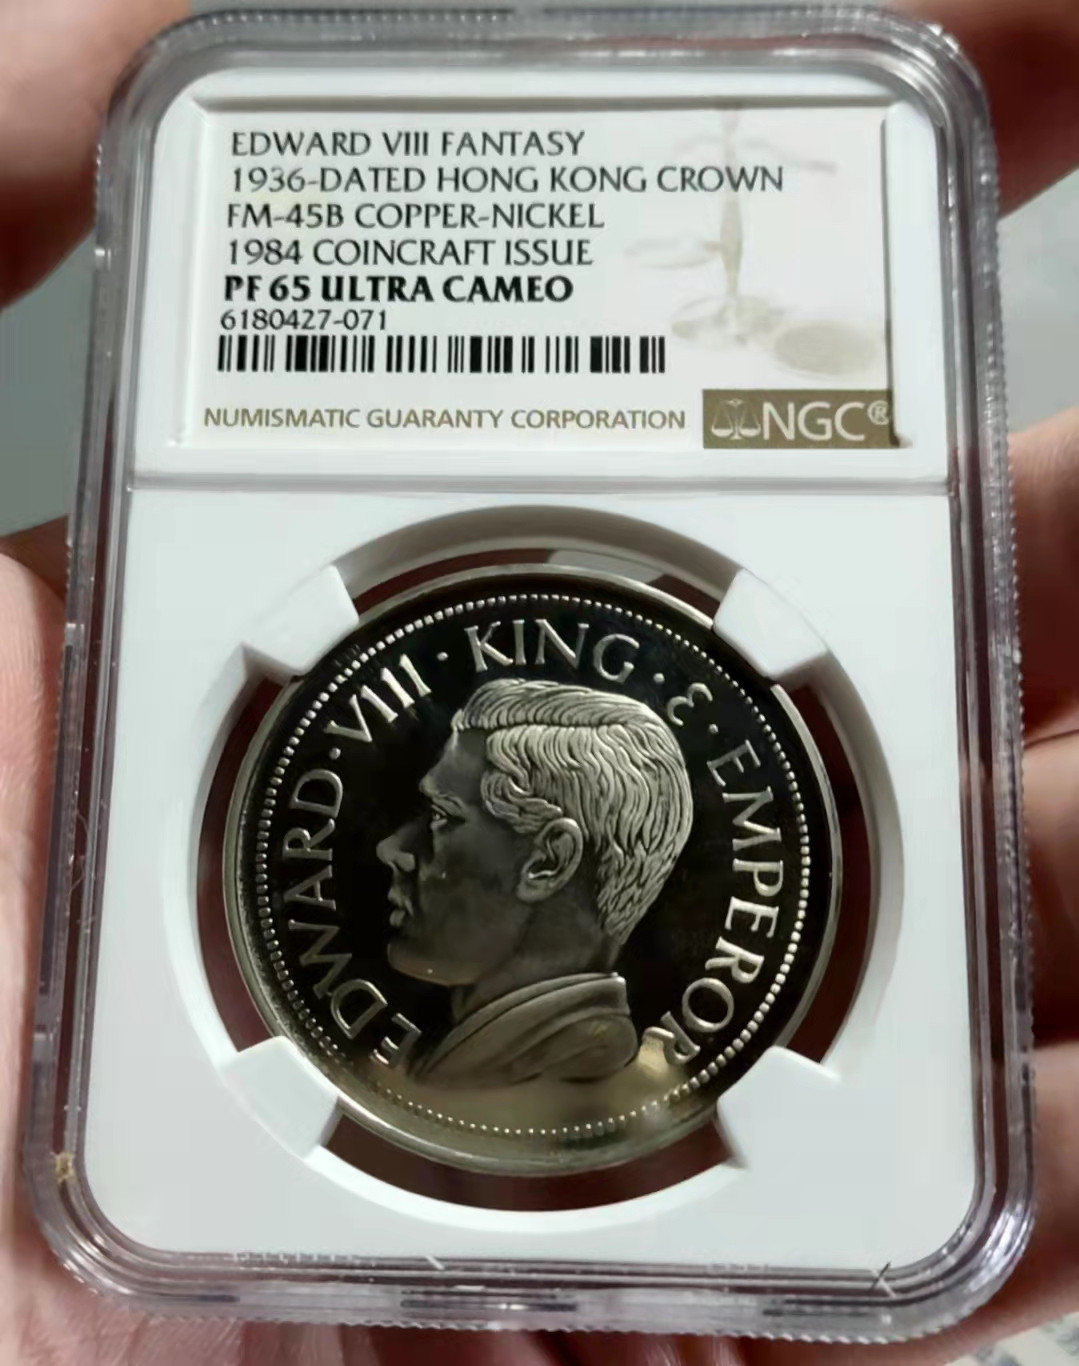 EDWARD VIII FANTASY
1936-DATED HONG KONG CROWN
FM-45B COPPER-NICKEL
1984 COINCRAFT ISSUE
PF 65 ULTRA CAMEO
6180427-071
NUMISMATIC GUARANTY CORPORATION
NGC®
EDWARD · VIII · KING · & · EMPEROR